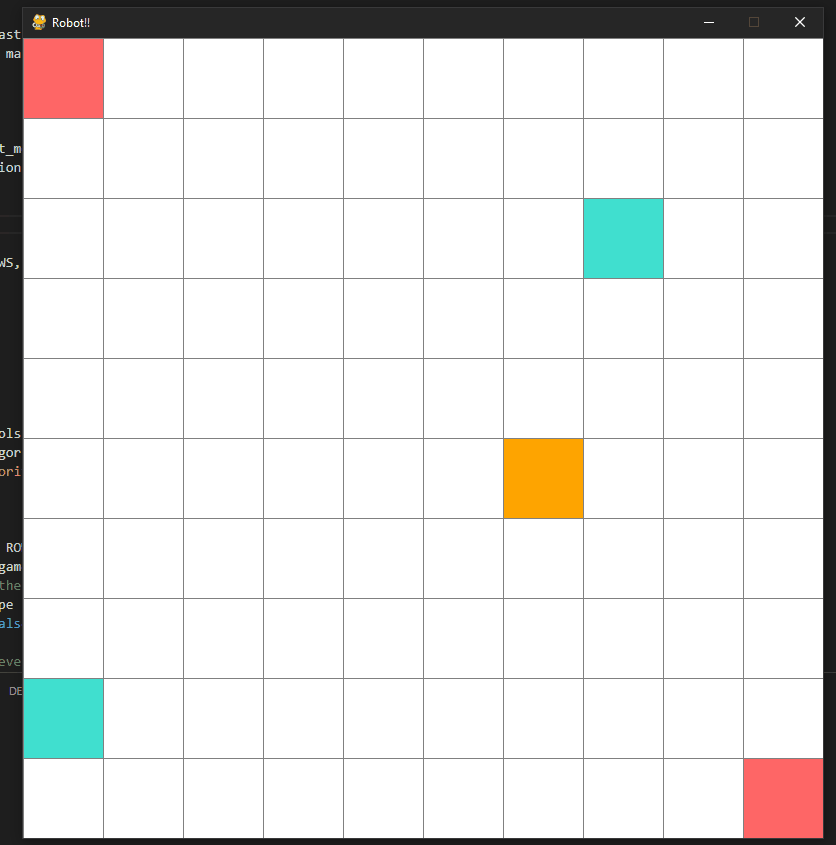 Robot!!
ast
ma
t_m
ion
WS,
ols
gor
ori
RO
gam
the
pe
als
eve
DE